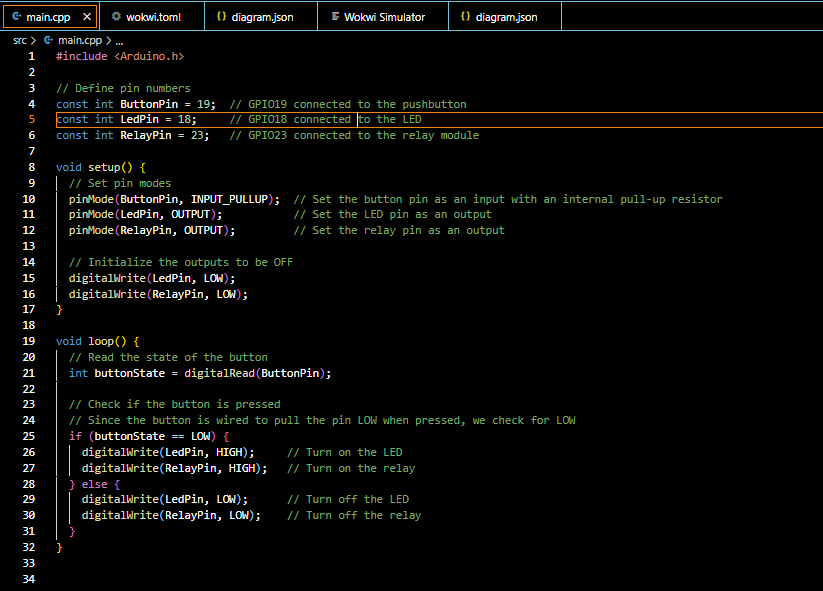 main.cpp wokwi.toml diagram.json Wokwi Simulator diagram.json
src > main.cpp > ...
1 #include <Arduino.h>
2
3 // Define pin numbers
4 const int ButtonPin = 19;  // GPIO19 connected to the pushbutton
5 const int LedPin = 18;     // GPIO18 connected to the LED
6 const int RelayPin = 23;   // GPIO23 connected to the relay module
7
8 void setup() {
9   // Set pin modes
10   pinMode(ButtonPin, INPUT_PULLUP);  // Set the button pin as an input with an internal pull-up resistor
11   pinMode(LedPin, OUTPUT);           // Set the LED pin as an output
12   pinMode(RelayPin, OUTPUT);         // Set the relay pin as an output
13
14   // Initialize the outputs to be OFF
15   digitalWrite(LedPin, LOW);
16   digitalWrite(RelayPin, LOW);
17 }
18
19 void loop() {
20   // Read the state of the button
21   int buttonState = digitalRead(ButtonPin);
22
23   // Check if the button is pressed
24   // Since the button is wired to pull the pin LOW when pressed, we check for LOW
25   if (buttonState == LOW) {
26     digitalWrite(LedPin, HIGH);     // Turn on the LED
27     digitalWrite(RelayPin, HIGH);   // Turn on the relay
28   } else {
29     digitalWrite(LedPin, LOW);      // Turn off the LED
30     digitalWrite(RelayPin, LOW);    // Turn off the relay
31   }
32 }
33
34